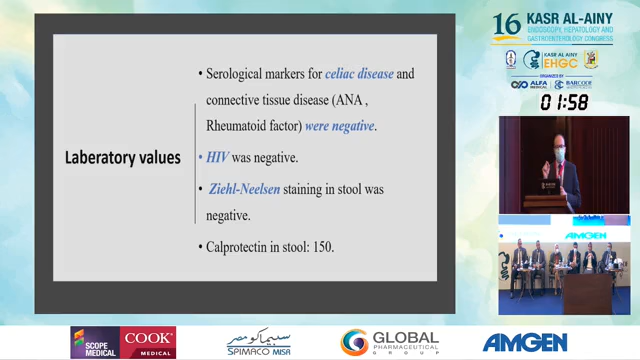 16 KASR AL-AINY
ENDOSCOPY, HEPATOLOGY AND
GASTROENTEROLOGY CONGRESS
KASR AL-AINY
EHGC
ORGANIZED BY
ALFA MEDICAL
BARCODE
01:58
Laberatory values
• Serological markers for celiac disease and
connective tissue disease (ANA ,
Rheumatoid factor) were negative.
• HIV was negative.
• Ziehl-Neelsen staining in stool was
negative.
• Calprotectin in stool: 150.
AMGEN
SCOPE MEDICAL
COOK MEDICAL
سبيماكو مصر
SPIMACO MISR
GLOBAL
PHARMACEUTICAL
GROUP
AMGEN